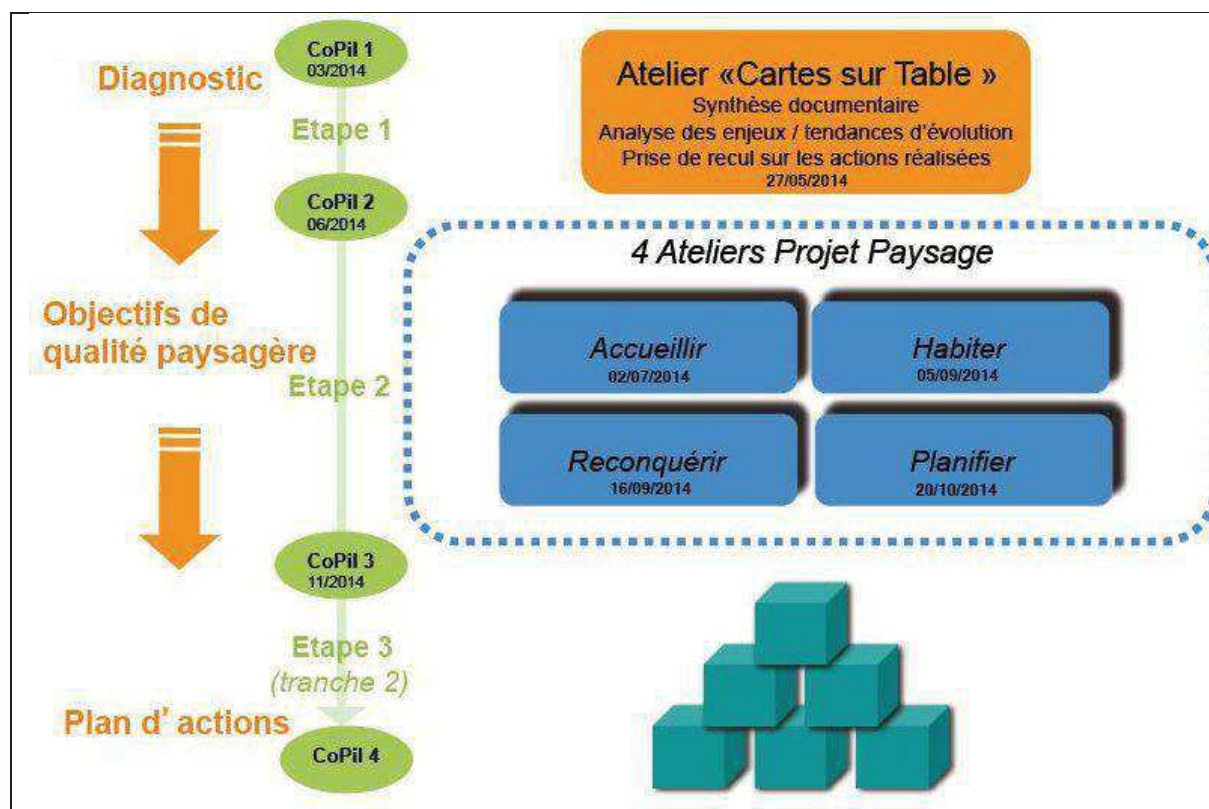 Diagnostic
CoPil 1
03/2014
Etape 1
CoPil 2
06/2014
Atelier «Cartes sur Table »
Synthèse documentaire
Analyse des enjeux / tendances d'évolution
Prise de recul sur les actions réalisées
27/05/2014
Objectifs de
qualité paysagère
Etape 2
4 Ateliers Projet Paysage
Accueillir
02/07/2014
Habiter
05/09/2014
Reconquérir
16/09/2014
Planifier
20/10/2014
CoPil 3
11/2014
Etape 3
(tranche 2)
Plan d' actions
CoPil 4